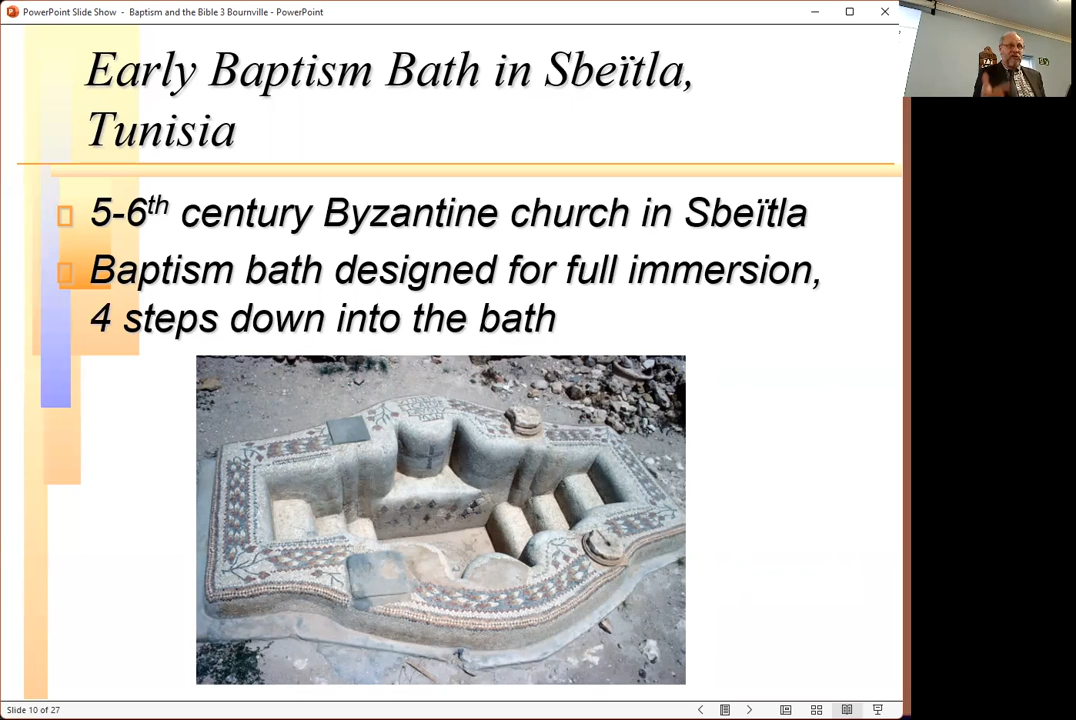 PowerPoint Slide Show - Baptism and the Bible 3 Bournville - PowerPoint
Early Baptism Bath in Sbeïtla,
Tunisia
5-6th century Byzantine church in Sbeïtla
Baptism bath designed for full immersion,
4 steps down into the bath
Slide 10 of 27